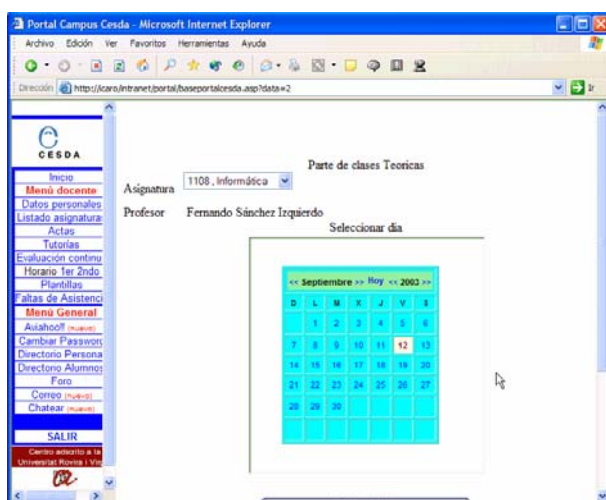 Portal Campus Cesda - Microsoft Internet Explorer
Archivo Edición Ver Favoritos Herramientas Ayuda
Dirección http://icaro/intranet/portal/baseportalcesda.asp?data=2 Ir
CESDA
Inicio
Menú docente
Datos personales
Listado asignatura
Actas
Tutorías
Evaluación continu
Horario 1er 2ndo
Plantillas
Faltas de Asistenci
Menú General
Aviahoo!! (nuevo)
Cambiar Passworc
Directorio Persona
Directorio Alumnos
Foro
Correo (nuevo)
Chatear (nuevo)
SALIR
Centro adscrito a la
Universitat Rovira i Virg
Parte de clases Teoricas
Asignatura 1108 , Informática
Profesor Fernando Sánchez Izquierdo
Seleccionar dia
<< Septiembre >> Hoy << 2003 >>
D L M X J V S
1 2 3 4 5 6
7 8 9 10 11 12 13
14 15 16 17 18 19 20
21 22 23 24 25 26 27
28 29 30